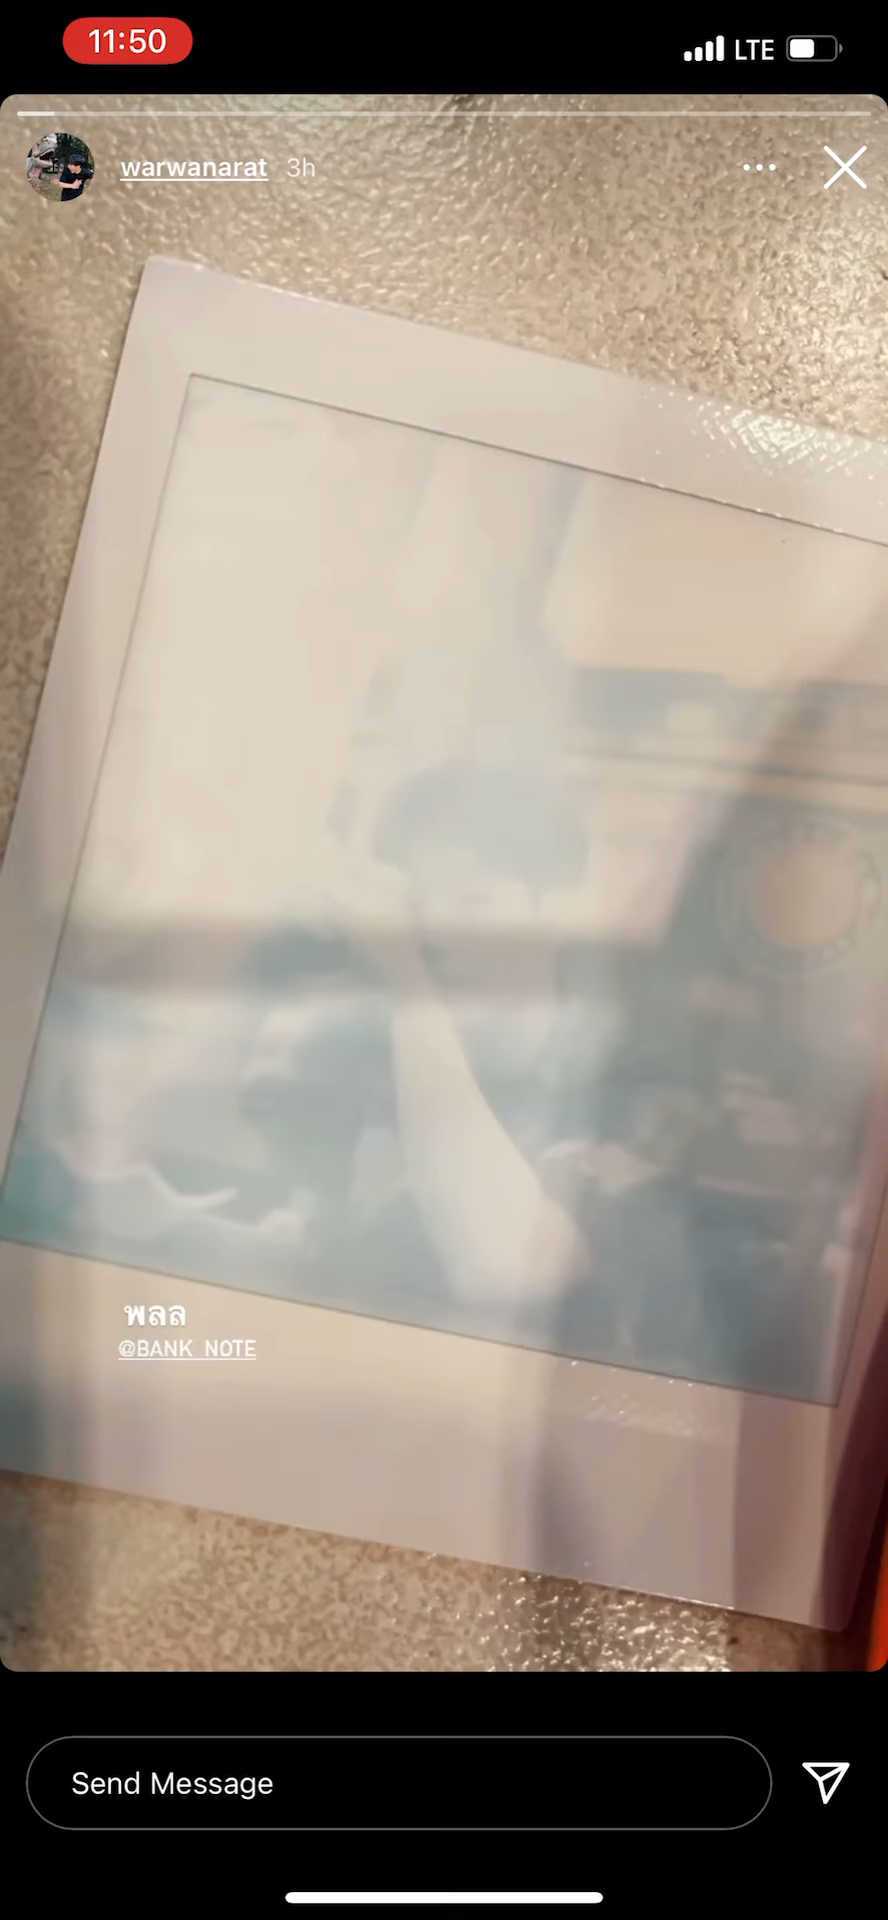 11:50
LTE
warwanarat 3h
พลล
@BANK_NOTE
Send Message